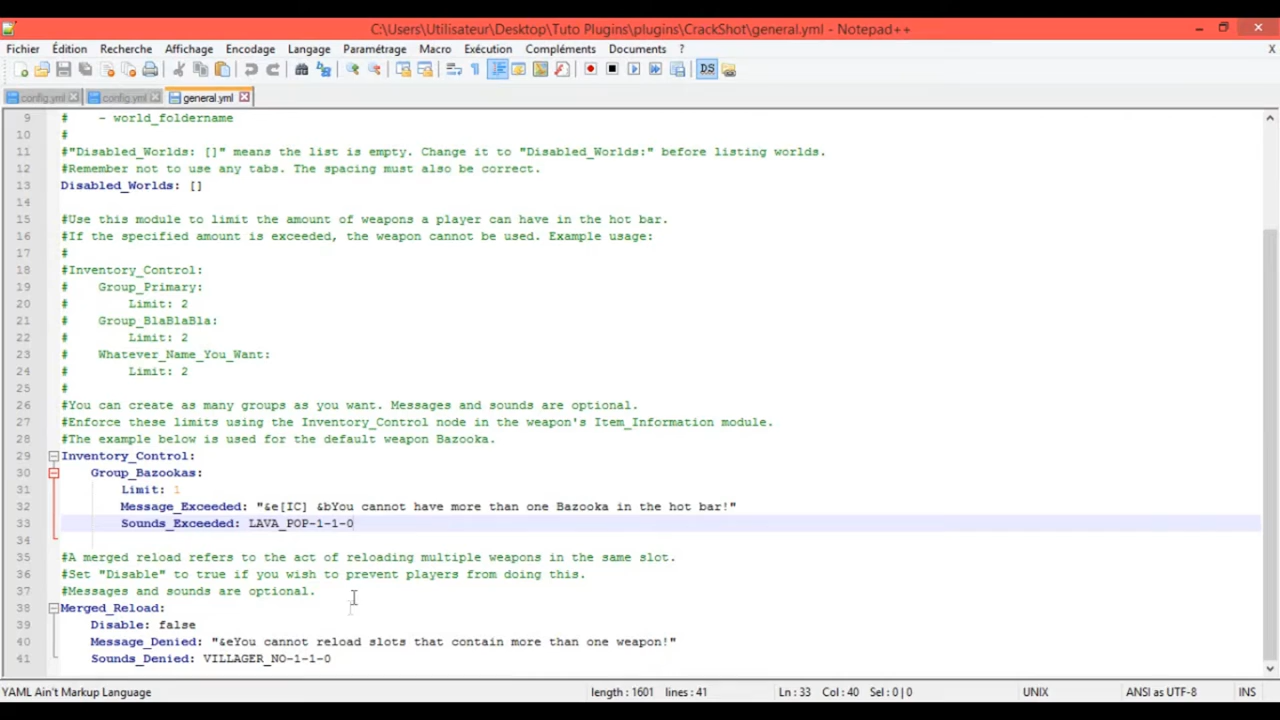 C:\Users\Utilisateur\Desktop\Tuto Plugins\plugins\CrackShot\general.yml - Notepad++
Fichier Édition Recherche Affichage Encodage Langage Paramétrage Macro Exécution Compléments Documents ? X
DS
config.yml config.yml general.yml
9 # - world_foldername
10 #
11 #"Disabled_Worlds: []" means the list is empty. Change it to "Disabled_Worlds:" before listing worlds.
12 #Remember not to use any tabs. The spacing must also be correct.
13 Disabled_Worlds: []
14
15 #Use this module to limit the amount of weapons a player can have in the hot bar.
16 #If the specified amount is exceeded, the weapon cannot be used. Example usage:
17 #
18 #Inventory_Control:
19 # Group_Primary:
20 # Limit: 2
21 # Group_BlaBlaBla:
22 # Limit: 2
23 # Whatever_Name_You_Want:
24 # Limit: 2
25 #
26 #You can create as many groups as you want. Messages and sounds are optional.
27 #Enforce these limits using the Inventory_Control node in the weapon's Item_Information module.
28 #The example below is used for the default weapon Bazooka.
29 Inventory_Control:
30 Group_Bazookas:
31 Limit: 1
32 Message_Exceeded: "&e[IC] &bYou cannot have more than one Bazooka in the hot bar!"
33 Sounds_Exceeded: LAVA_POP-1-1-0
34
35 #A merged reload refers to the act of reloading multiple weapons in the same slot.
36 #Set "Disable" to true if you wish to prevent players from doing this.
37 #Messages and sounds are optional.
38 Merged_Reload:
39 Disable: false
40 Message_Denied: "&eYou cannot reload slots that contain more than one weapon!"
41 Sounds_Denied: VILLAGER_NO-1-1-0
YAML Ain't Markup Language length : 1601 lines : 41 Ln : 33 Col : 40 Sel : 0 | 0 UNIX ANSI as UTF-8 INS